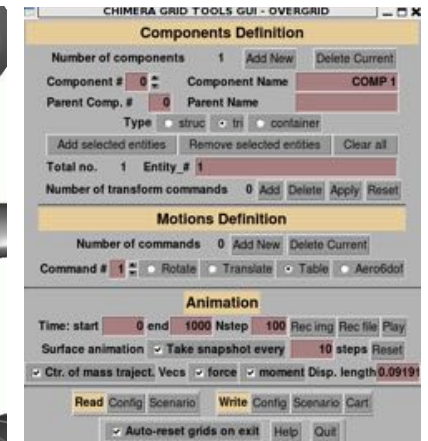 CHIMERA GRID TOOLS GUI - OVERGRID
Components Definition
Number of components 1 Add New Delete Current
Component # 0 Component Name COMP 1
Parent Comp. # 0 Parent Name
Type struc tri container
Add selected entities Remove selected entities Clear all
Total no. 1 Entity_# 1
Number of transform commands 0 Add Delete Apply Reset
Motions Definition
Number of commands 0 Add New Delete Current
Command # 1 Rotate Translate Table Aero6dof
Animation
Time: start 0 end 1000 Nstep 100 Rec img Rec file Play
Surface animation Take snapshot every 10 steps Reset
Ctr. of mass traject. Vecs force moment Disp. length 0.09191
Read Config Scenario Write Config Scenario Cart
Auto-reset grids on exit Help Quit